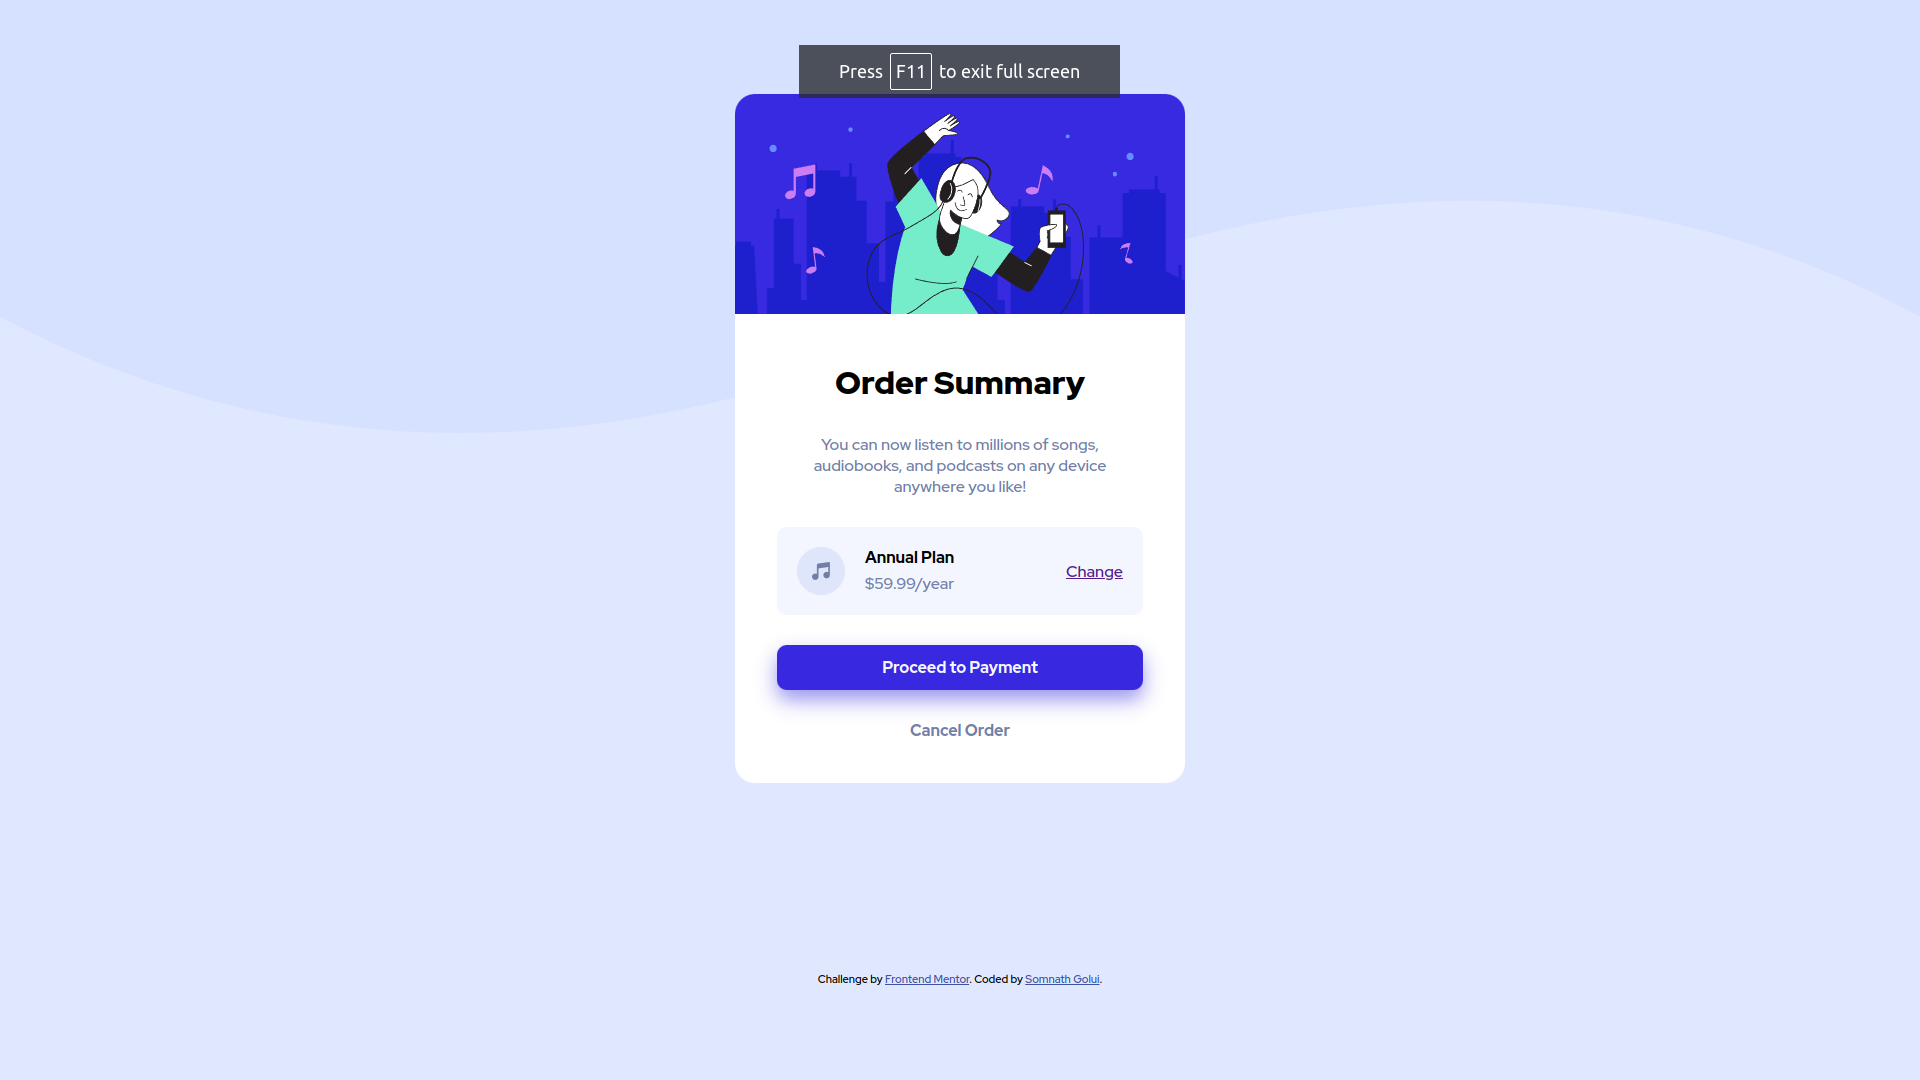 Press F11 to exit full screen
Order Summary
You can now listen to millions of songs,
audiobooks, and podcasts on any device
anywhere you like!
Annual Plan
$59.99/year
Change
Proceed to Payment
Cancel Order
Challenge by Frontend Mentor. Coded by Somnath Golui.